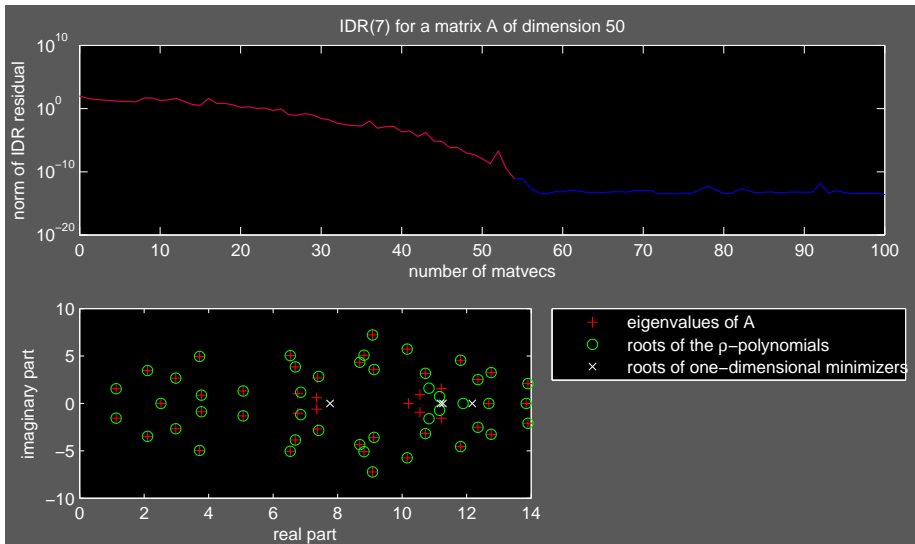 IDR(7) for a matrix A of dimension 50
norm of IDR residual
10^10
10^0
10^−10
10^−20
0 10 20 30 40 50 60 70 80 90 100
number of matvecs
imaginary part
10
5
0
−5
−10
0 2 4 6 8 10 12 14
real part
eigenvalues of A
roots of the ρ−polynomials
roots of one−dimensional minimizers